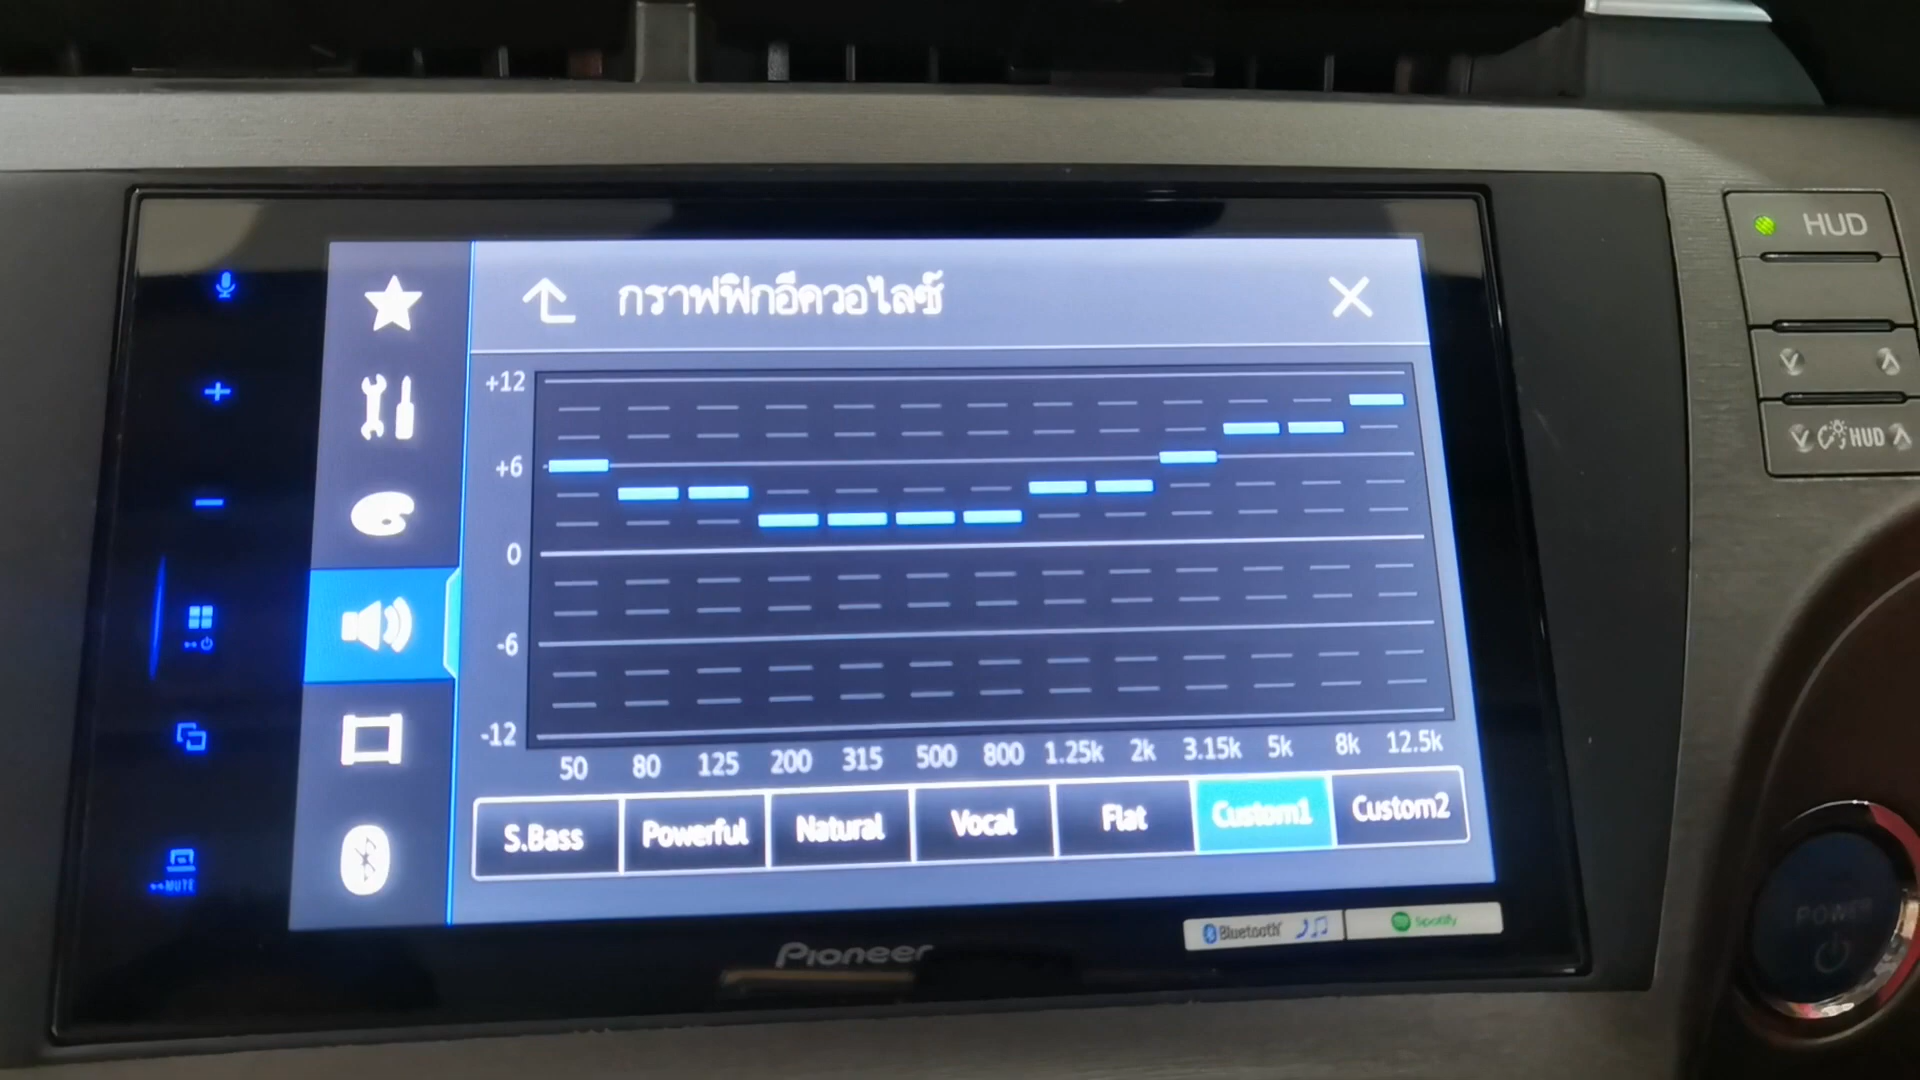 HUD
กราฟฟิกอีควอไลซ์
+12
+6
0
-6
-12
50 80 125 200 315 500 800 1.25k 2k 3.15k 5k 8k 12.5k
S.Bass Powerful Natural Vocal Flat Custom1 Custom2
HUD
MUTE
Pioneer
Bluetooth
Spotify
POWER